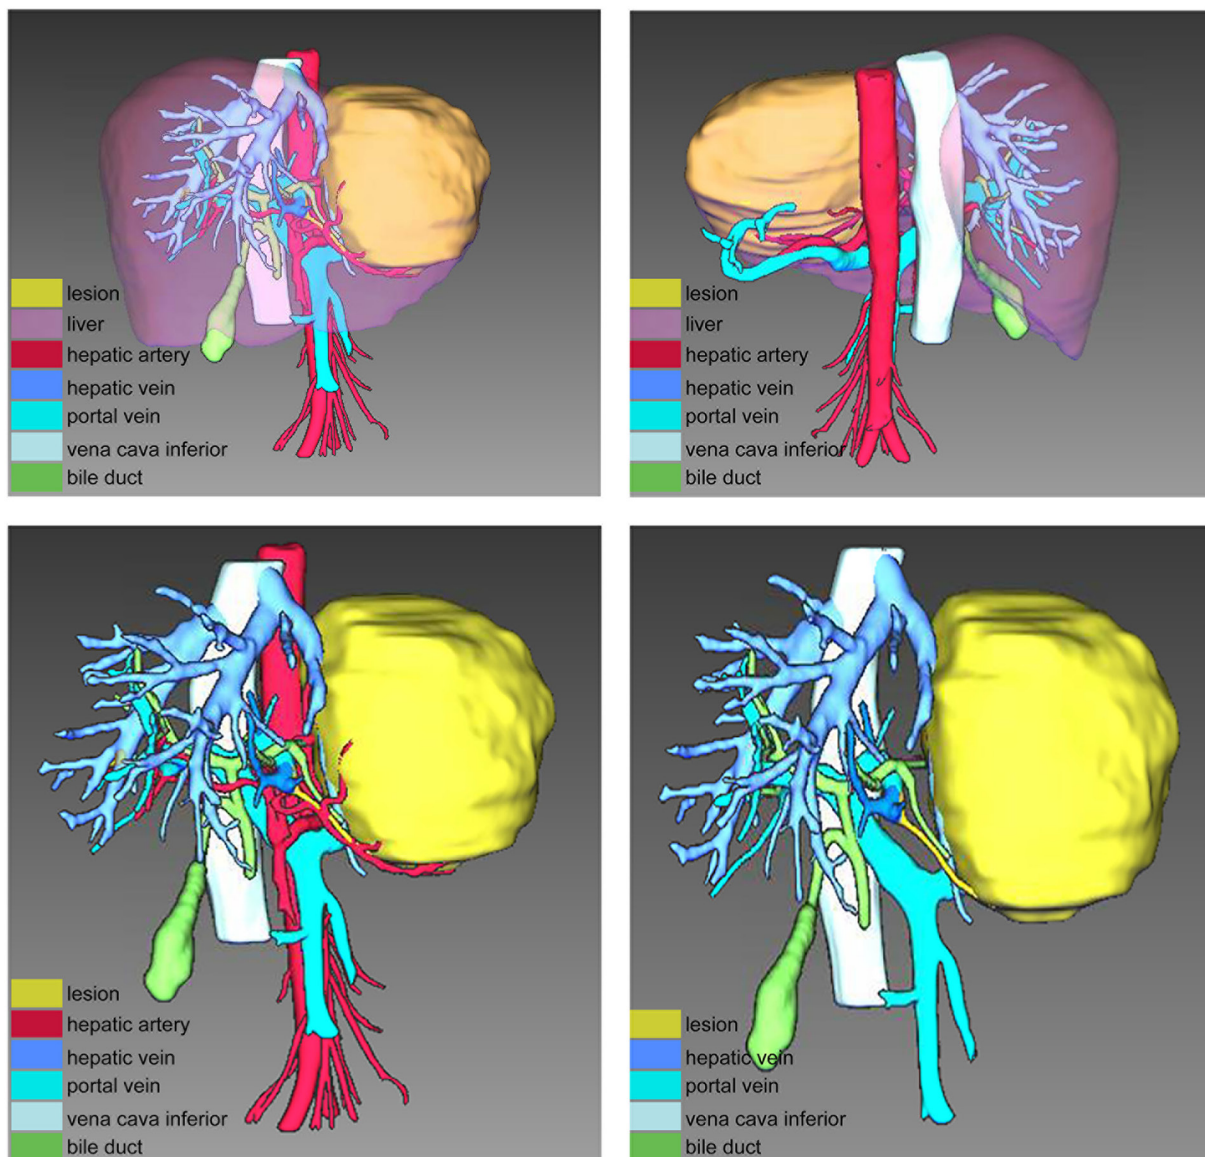 lesion
liver
hepatic artery
hepatic vein
portal vein
vena cava inferior
bile duct
lesion
liver
hepatic artery
hepatic vein
portal vein
vena cava inferior
bile duct
lesion
hepatic artery
hepatic vein
portal vein
vena cava inferior
bile duct
lesion
hepatic vein
portal vein
vena cava inferior
bile duct